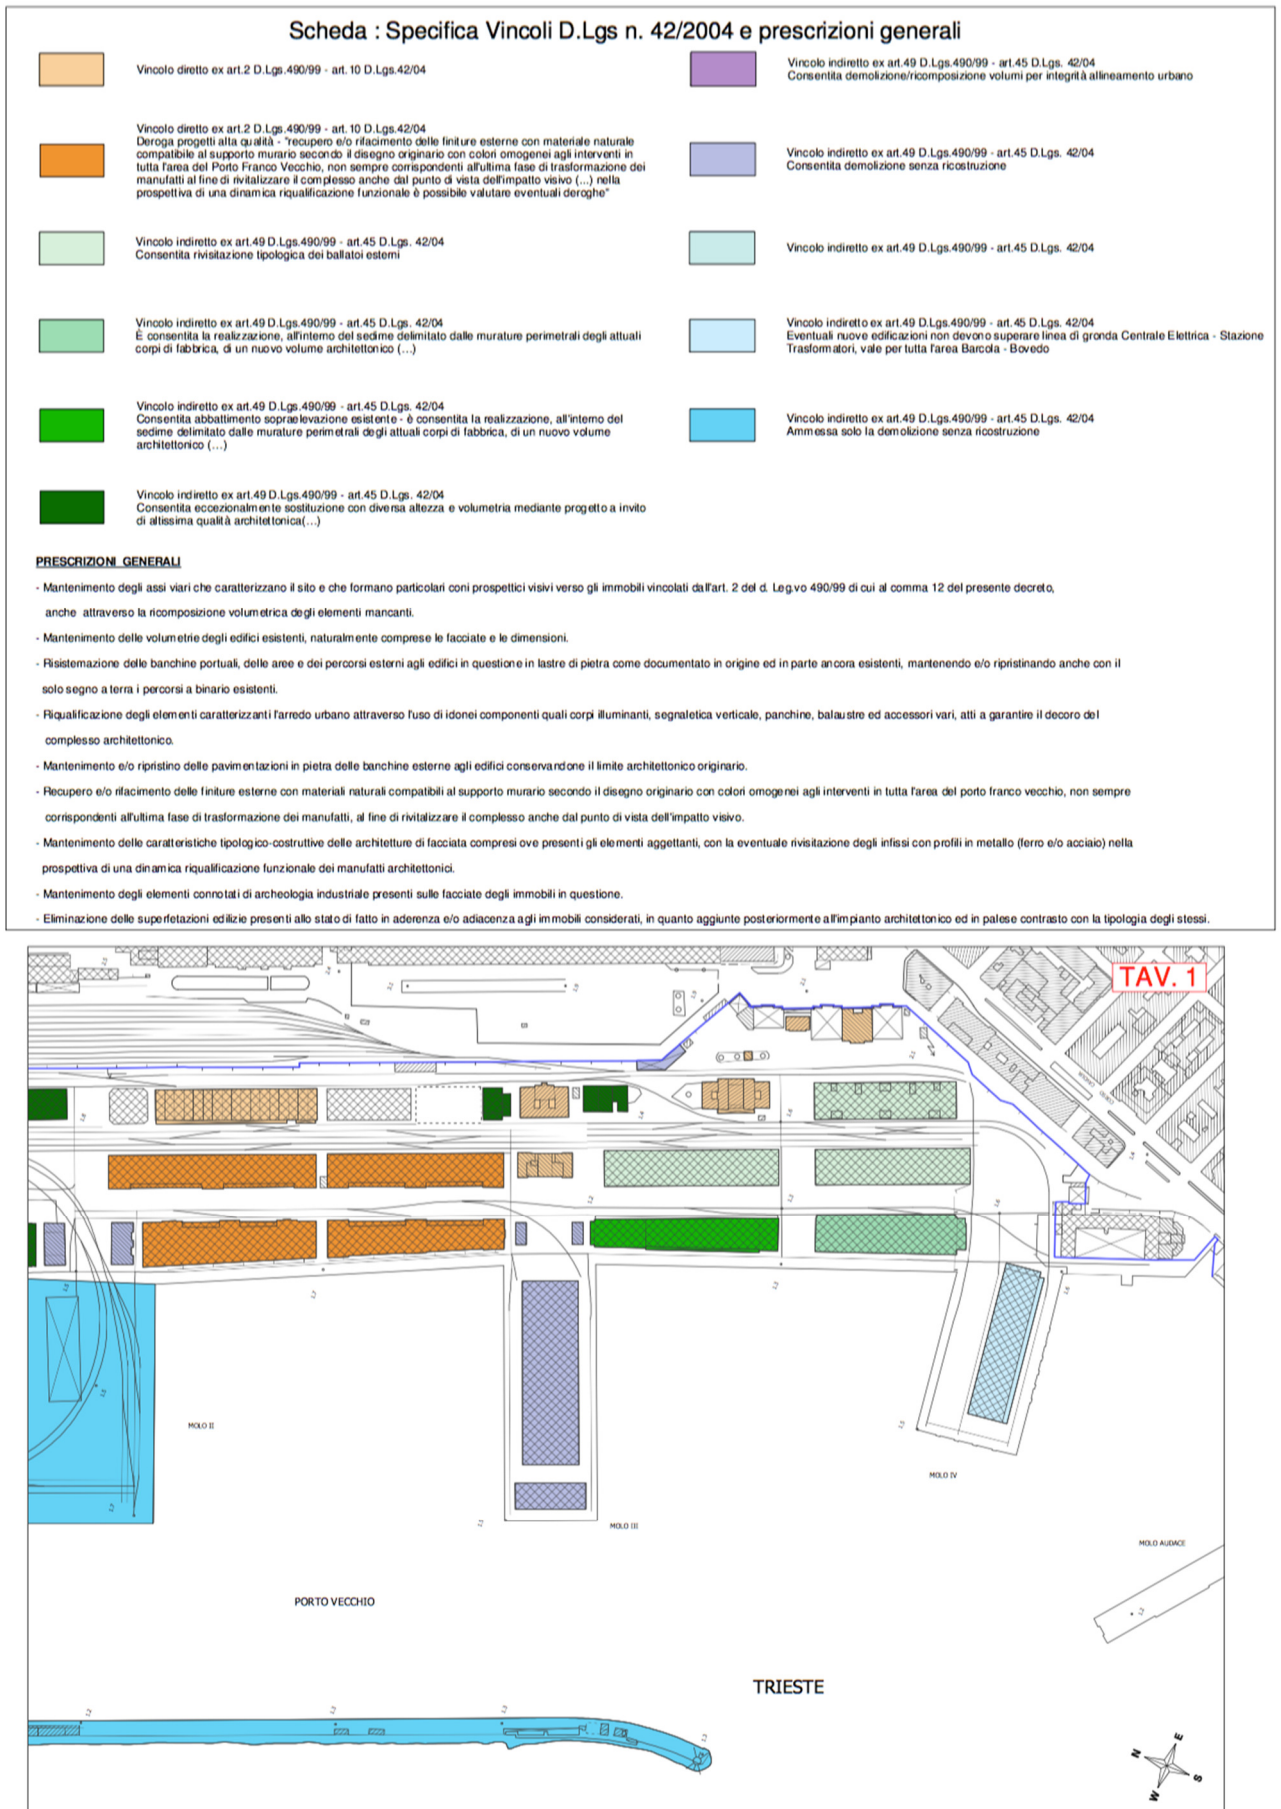 Scheda : Specifica Vincoli D.Lgs n. 42/2004 e prescrizioni generali
Vincolo diretto ex art.2 D.Lgs.490/99 - art. 10 D.Lgs.42/04
Vincolo diretto ex art.2 D.Lgs.490/99 - art. 10 D.Lgs.42/04
Deroga progetti alta qualità - "recupero e/o rifacimento delle finiture esterne con materiale naturale
compatibile al supporto murario secondo il disegno originario con colori omogenei agli interventi in
tutta l'area del Porto Franco Vecchio, non sempre corrispondenti all'ultima fase di trasformazione dei
manufatti al fine di rivitalizzare il complesso anche dal punto di vista dell'impatto visivo (...) nella
prospettiva di una dinamica riqualificazione funzionale è possibile valutare eventuali deroghe"
Vincolo indiretto ex art.49 D.Lgs.490/99 - art.45 D.Lgs. 42/04
Consentita rivisitazione tipologica dei ballatoi esterni
Vincolo indiretto ex art.49 D.Lgs.490/99 - art.45 D.Lgs. 42/04
È consentita la realizzazione, all'interno del sedime delimitato dalle murature perimetrali degli attuali
corpi di fabbrica, di un nuovo volume architettonico (...)
Vincolo indiretto ex art.49 D.Lgs.490/99 - art.45 D.Lgs. 42/04
Consentita abbattimento sopraelevazione esistente - è consentita la realizzazione, all'interno del
sedime delimitato dalle murature perimetrali degli attuali corpi di fabbrica, di un nuovo volume
architettonico (...)
Vincolo indiretto ex art.49 D.Lgs.490/99 - art.45 D.Lgs. 42/04
Consentita eccezionalmente sostituzione con diversa altezza e volumetria mediante progetto a invito
di altissima qualità architettonica(...)
Vincolo indiretto ex art.49 D.Lgs.490/99 - art.45 D.Lgs. 42/04
Consentita demolizione/ricomposizione volumi per integrità allineamento urbano
Vincolo indiretto ex art.49 D.Lgs.490/99 - art.45 D.Lgs. 42/04
Consentita demolizione senza ricostruzione
Vincolo indiretto ex art.49 D.Lgs.490/99 - art.45 D.Lgs. 42/04
Vincolo indiretto ex art.49 D.Lgs.490/99 - art.45 D.Lgs. 42/04
Eventuali nuove edificazioni non devono superare linea di gronda Centrale Elettrica - Stazione
Trasformatori, vale per tutta l'area Barcola - Bovedo
Vincolo indiretto ex art.49 D.Lgs.490/99 - art.45 D.Lgs. 42/04
Ammessa solo la demolizione senza ricostruzione
PRESCRIZIONI GENERALI
- Mantenimento degli assi viari che caratterizzano il sito e che formano particolari coni prospettici visivi verso gli immobili vincolati dall'art. 2 del d. Leg.vo 490/99 di cui al comma 12 del presente decreto,
anche attraverso la ricomposizione volumetrica degli elementi mancanti.
- Mantenimento delle volumetrie degli edifici esistenti, naturalmente comprese le facciate e le dimensioni.
- Risistemazione delle banchine portuali, delle aree e dei percorsi esterni agli edifici in questione in lastre di pietra come documentato in origine ed in parte ancora esistenti, mantenendo e/o ripristinando anche con il
solo segno a terra i percorsi a binario esistenti.
- Riqualificazione degli elementi caratterizzanti l'arredo urbano attraverso l'uso di idonei componenti quali corpi illuminanti, segnaletica verticale, panchine, balaustre ed accessori vari, atti a garantire il decoro del
complesso architettonico.
- Mantenimento e/o ripristino delle pavimentazioni in pietra delle banchine esterne agli edifici conservandone il limite architettonico originario.
- Recupero e/o rifacimento delle finiture esterne con materiali naturali compatibili al supporto murario secondo il disegno originario con colori omogenei agli interventi in tutta l'area del porto franco vecchio, non sempre
corrispondenti all'ultima fase di trasformazione dei manufatti, al fine di rivitalizzare il complesso anche dal punto di vista dell'impatto visivo.
- Mantenimento delle caratteristiche tipologico-costruttive delle architetture di facciata compresi ove presenti gli elementi aggettanti, con la eventuale rivisitazione degli infissi con profili in metallo (ferro e/o acciaio) nella
prospettiva di una dinamica riqualificazione funzionale dei manufatti architettonici.
- Mantenimento degli elementi connotati di archeologia industriale presenti sulle facciate degli immobili in questione.
- Eliminazione delle superfetazioni edilizie presenti allo stato di fatto in aderenza e/o adiacenza agli immobili considerati, in quanto aggiunte posteriormente all'impianto architettonico ed in palese contrasto con la tipologia degli stessi.
TAV. 1
MOLO II
MOLO IV
MOLO III
MOLO AUDACE
PORTO VECCHIO
TRIESTE
N
E
W
S